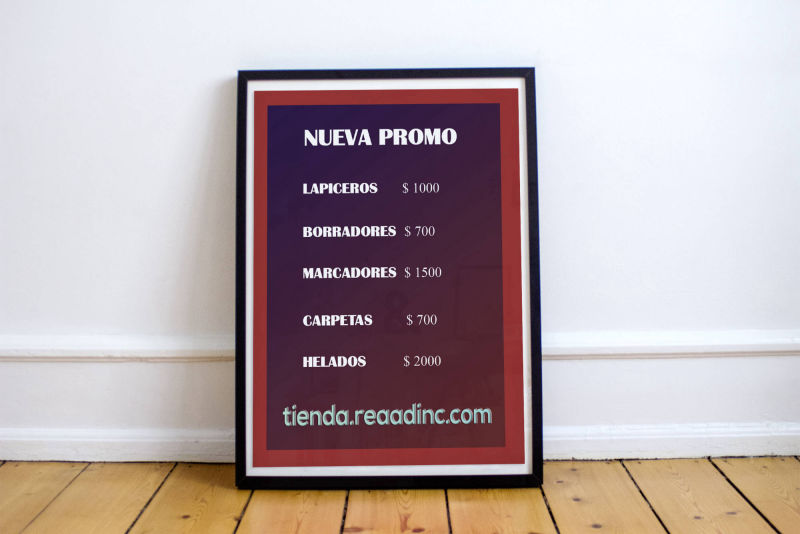 NUEVA PROMO
LAPICEROS $ 1000
BORRADORES $ 700
MARCADORES $ 1500
CARPETAS $ 700
HELADOS $ 2000
tienda.reaadinc.com